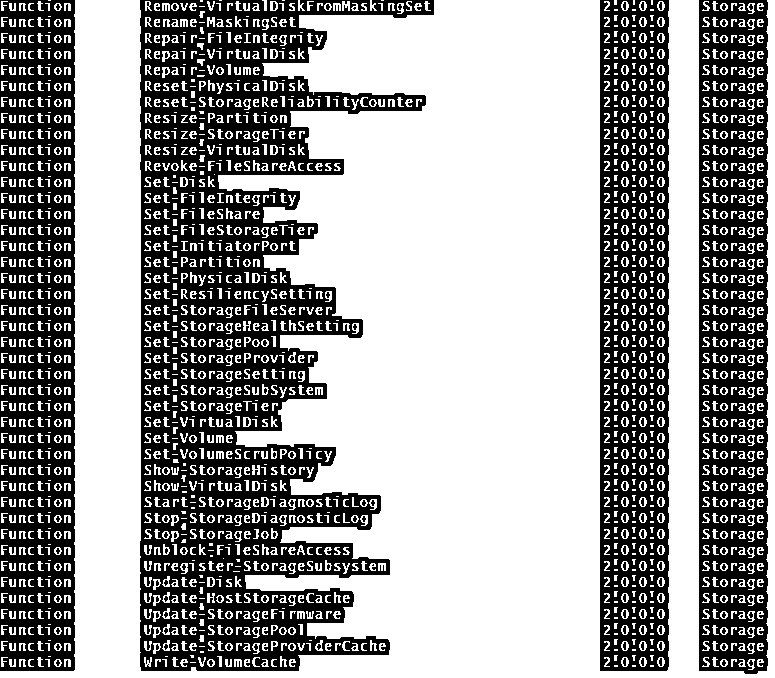 Function Remove-VirtualDiskFromMaskingSet 2.0.0.0 Storage
Function Rename-MaskingSet 2.0.0.0 Storage
Function Repair-FileIntegrity 2.0.0.0 Storage
Function Repair-VirtualDisk 2.0.0.0 Storage
Function Repair-Volume 2.0.0.0 Storage
Function Reset-PhysicalDisk 2.0.0.0 Storage
Function Reset-StorageReliabilityCounter 2.0.0.0 Storage
Function Resize-Partition 2.0.0.0 Storage
Function Resize-StorageTier 2.0.0.0 Storage
Function Resize-VirtualDisk 2.0.0.0 Storage
Function Revoke-FileShareAccess 2.0.0.0 Storage
Function Set-Disk 2.0.0.0 Storage
Function Set-FileIntegrity 2.0.0.0 Storage
Function Set-FileShare 2.0.0.0 Storage
Function Set-FileStorageTier 2.0.0.0 Storage
Function Set-InitiatorPort 2.0.0.0 Storage
Function Set-Partition 2.0.0.0 Storage
Function Set-PhysicalDisk 2.0.0.0 Storage
Function Set-ResiliencySetting 2.0.0.0 Storage
Function Set-StorageFileServer 2.0.0.0 Storage
Function Set-StorageHealthSetting 2.0.0.0 Storage
Function Set-StoragePool 2.0.0.0 Storage
Function Set-StorageProvider 2.0.0.0 Storage
Function Set-StorageSetting 2.0.0.0 Storage
Function Set-StorageSubSystem 2.0.0.0 Storage
Function Set-StorageTier 2.0.0.0 Storage
Function Set-VirtualDisk 2.0.0.0 Storage
Function Set-Volume 2.0.0.0 Storage
Function Set-VolumeScrubPolicy 2.0.0.0 Storage
Function Show-StorageHistory 2.0.0.0 Storage
Function Show-VirtualDisk 2.0.0.0 Storage
Function Start-StorageDiagnosticLog 2.0.0.0 Storage
Function Stop-StorageDiagnosticLog 2.0.0.0 Storage
Function Stop-StorageJob 2.0.0.0 Storage
Function Unblock-FileShareAccess 2.0.0.0 Storage
Function Unregister-StorageSubsystem 2.0.0.0 Storage
Function Update-Disk 2.0.0.0 Storage
Function Update-HostStorageCache 2.0.0.0 Storage
Function Update-StorageFirmware 2.0.0.0 Storage
Function Update-StoragePool 2.0.0.0 Storage
Function Update-StorageProviderCache 2.0.0.0 Storage
Function Write-VolumeCache 2.0.0.0 Storage